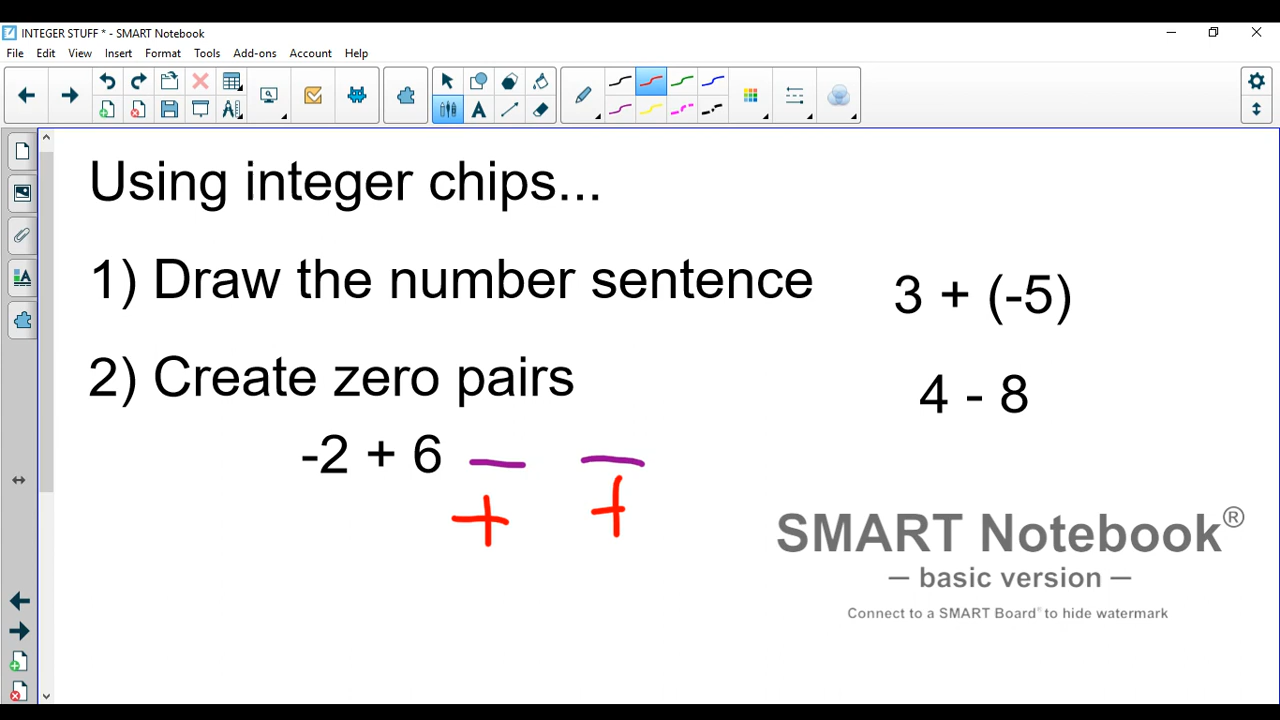 INTEGER STUFF * - SMART Notebook
File Edit View Insert Format Tools Add-ons Account Help
Using integer chips...
1) Draw the number sentence
3 + (-5)
2) Create zero pairs
4 - 8
-2 + 6 — —
+ +
SMART Notebook®
— basic version —
Connect to a SMART Board® to hide watermark